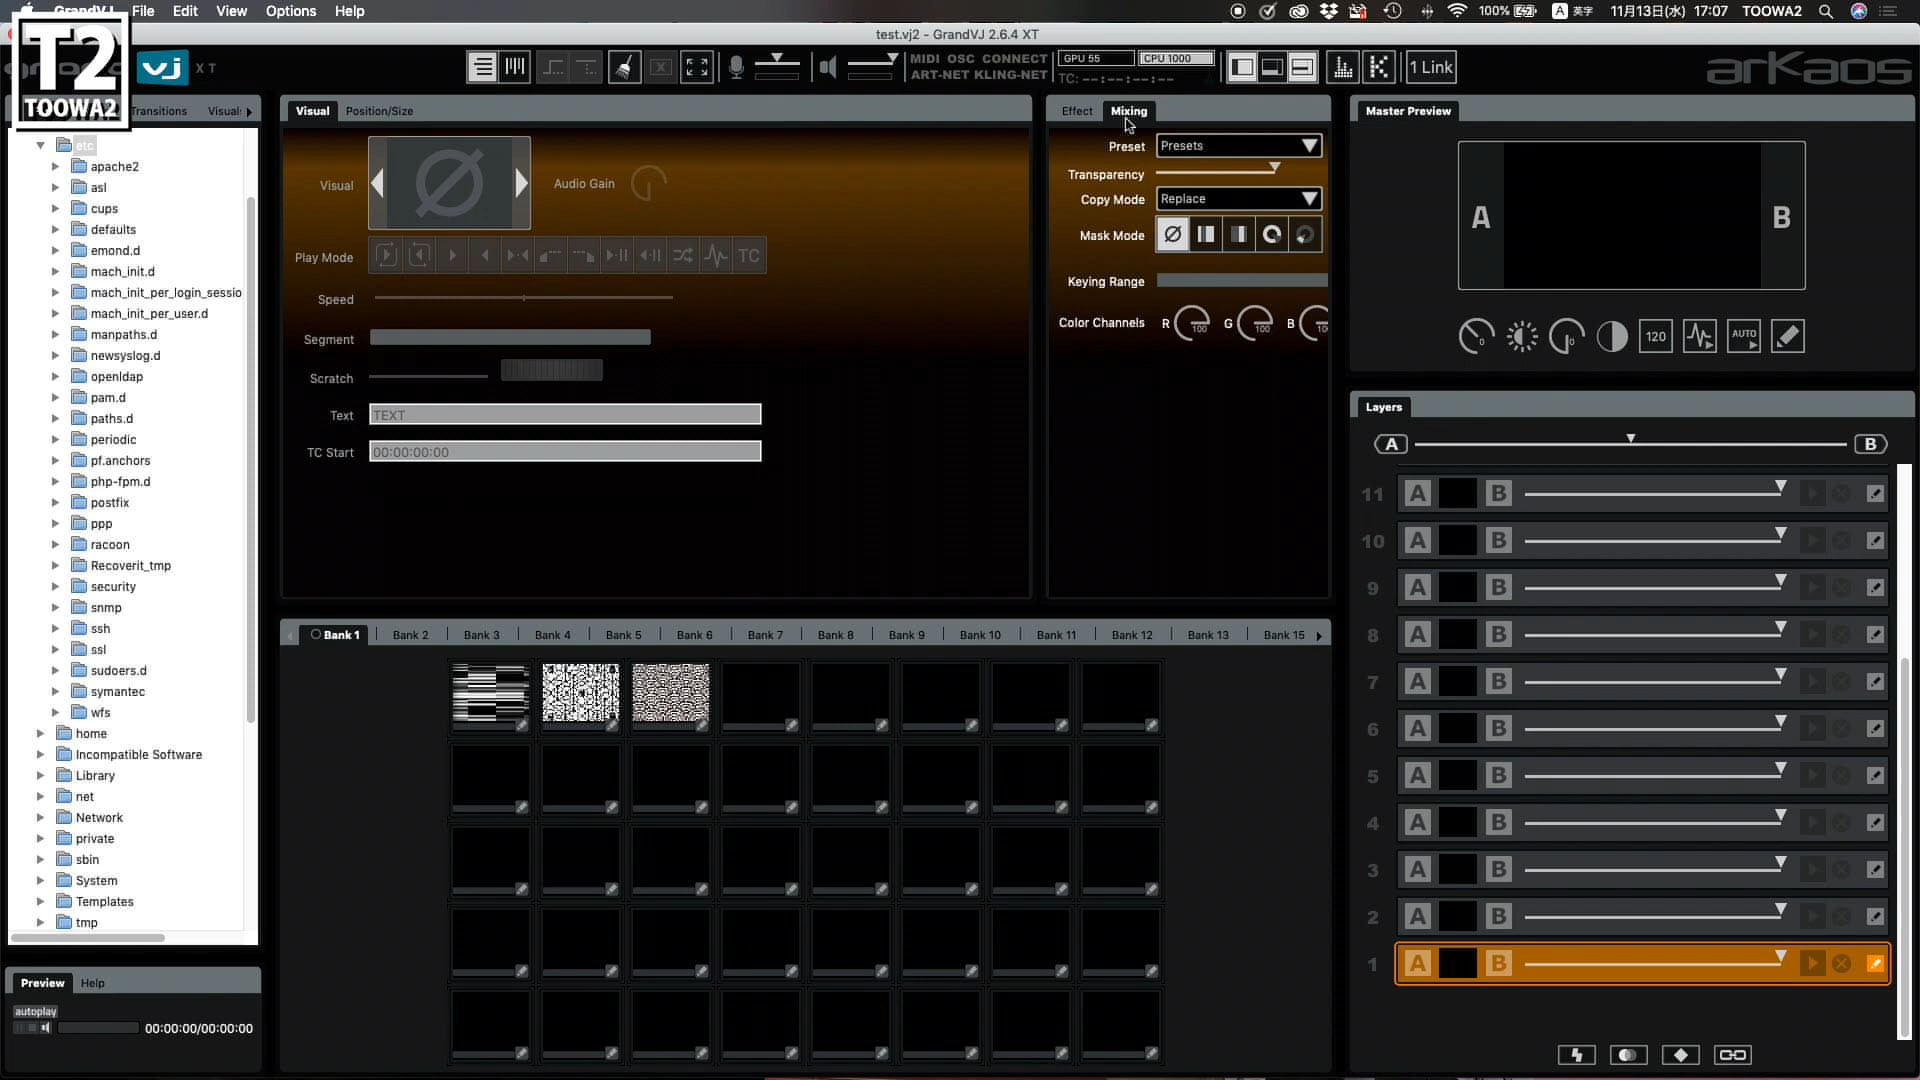 GrandVJ File Edit View Options Help
100% A 英字 11月13日(水) 17:07 TOOWA2
test.vj2 - GrandVJ 2.6.4 XT
T2
TOOWA2
vj XT
MIDI OSC CONNECT
ART-NET KLING-NET
GPU 55 CPU 1000
TC: --:--:--:--
1 Link
arkaos
Transitions Visual
etc
apache2
asl
cups
defaults
emond.d
mach_init.d
mach_init_per_login_sessio
mach_init_per_user.d
manpaths.d
newsyslog.d
openldap
pam.d
paths.d
periodic
pf.anchors
php-fpm.d
postfix
ppp
racoon
Recoverit_tmp
security
snmp
ssh
ssl
sudoers.d
symantec
wfs
home
Incompatible Software
Library
net
Network
private
sbin
System
Templates
tmp
Preview Help
autoplay
00:00:00/00:00:00
Visual Position/Size
Visual Audio Gain
Play Mode TC
Speed
Segment
Scratch
Text TEXT
TC Start 00:00:00:00
Effect Mixing
Preset Presets
Transparency
Copy Mode Replace
Mask Mode
Keying Range
Color Channels R 100 G 100 B 10
Bank 1 Bank 2 Bank 3 Bank 4 Bank 5 Bank 6 Bank 7 Bank 8 Bank 9 Bank 10 Bank 11 Bank 12 Bank 13 Bank 15
Master Preview
A B
0 0 120 AUTO
Layers
A B
11 A B
10 A B
9 A B
8 A B
7 A B
6 A B
5 A B
4 A B
3 A B
2 A B
1 A B